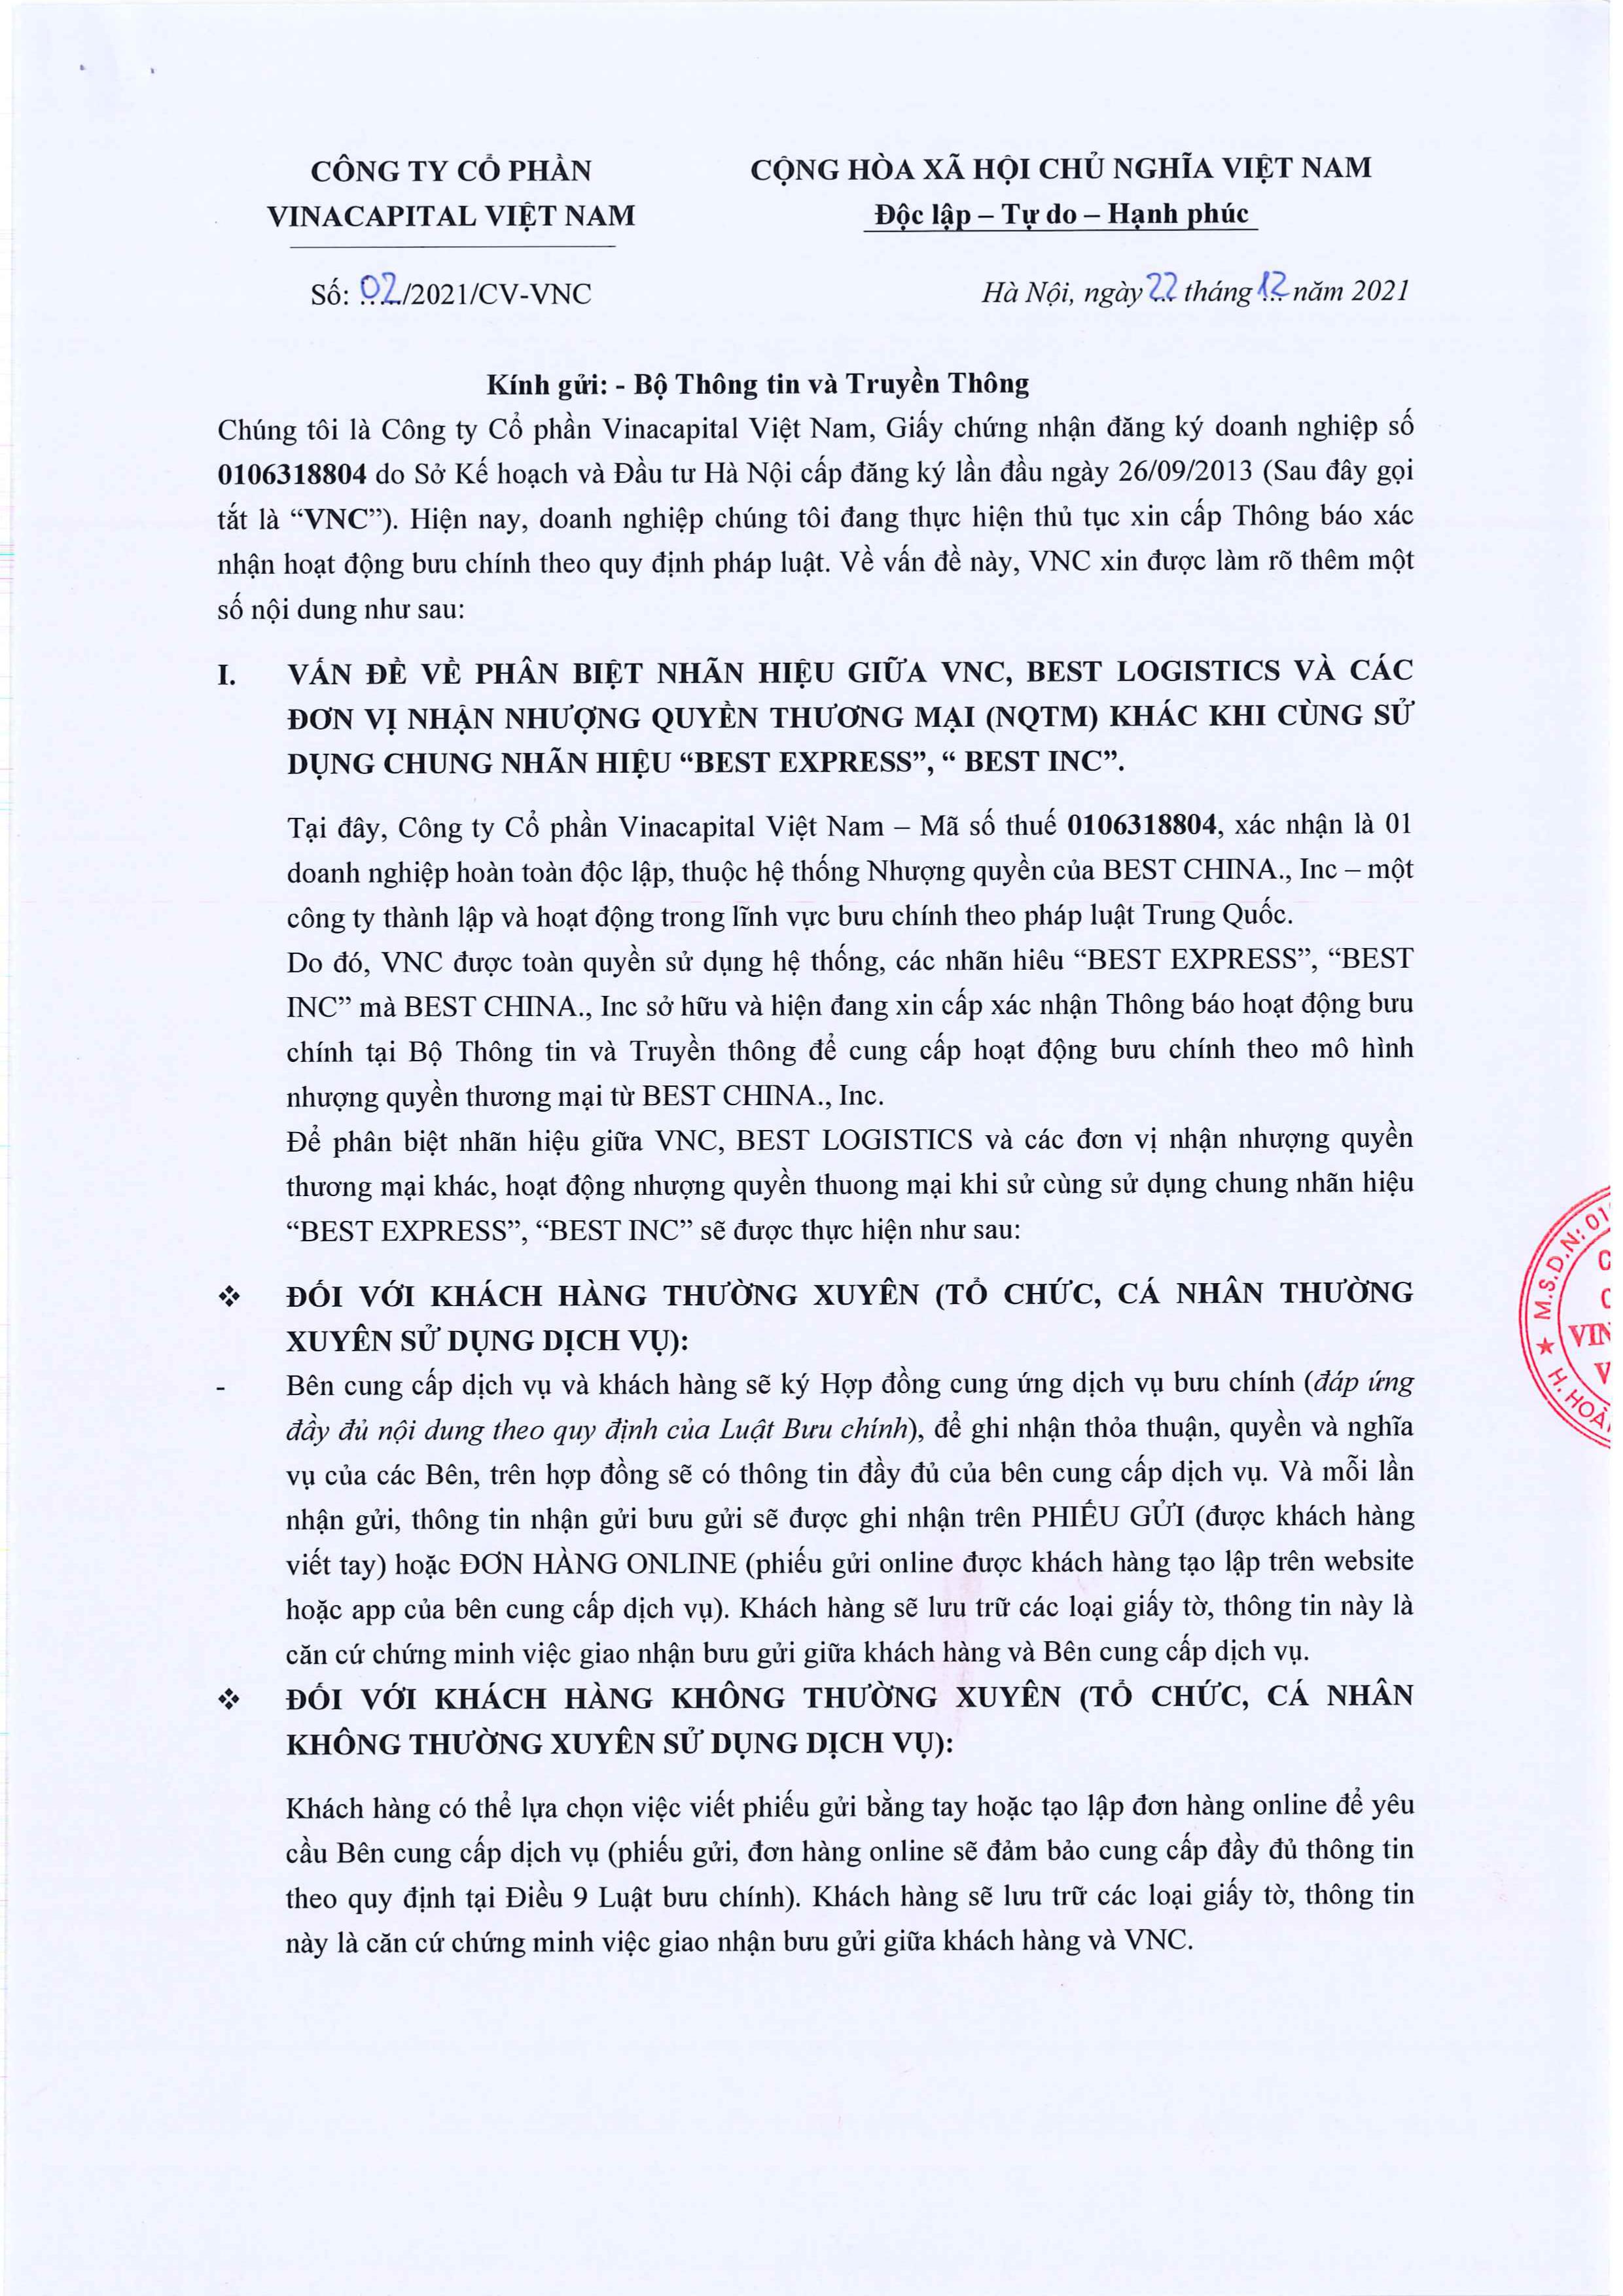 CÔNG TY CỔ PHẦN
VINACAPITAL VIỆT NAM
CỘNG HÒA XÃ HỘI CHỦ NGHĨA VIỆT NAM
Độc lập – Tự do – Hạnh phúc
Số: 02/2021/CV-VNC
Hà Nội, ngày 22 tháng 12 năm 2021
Kính gửi: - Bộ Thông tin và Truyền Thông
Chúng tôi là Công ty Cổ phần Vinacapital Việt Nam, Giấy chứng nhận đăng ký doanh nghiệp số
0106318804 do Sở Kế hoạch và Đầu tư Hà Nội cấp đăng ký lần đầu ngày 26/09/2013 (Sau đây gọi
tắt là “VNC”). Hiện nay, doanh nghiệp chúng tôi đang thực hiện thủ tục xin cấp Thông báo xác
nhận hoạt động bưu chính theo quy định pháp luật. Về vấn đề này, VNC xin được làm rõ thêm một
số nội dung như sau:
I. VẤN ĐỀ VỀ PHÂN BIỆT NHÃN HIỆU GIỮA VNC, BEST LOGISTICS VÀ CÁC
ĐƠN VỊ NHẬN NHƯỢNG QUYỀN THƯƠNG MẠI (NQTM) KHÁC KHI CÙNG SỬ
DỤNG CHUNG NHÃN HIỆU “BEST EXPRESS”, “ BEST INC”.
Tại đây, Công ty Cổ phần Vinacapital Việt Nam – Mã số thuế 0106318804, xác nhận là 01
doanh nghiệp hoàn toàn độc lập, thuộc hệ thống Nhượng quyền của BEST CHINA., Inc – một
công ty thành lập và hoạt động trong lĩnh vực bưu chính theo pháp luật Trung Quốc.
Do đó, VNC được toàn quyền sử dụng hệ thống, các nhãn hiêu “BEST EXPRESS”, “BEST
INC” mà BEST CHINA., Inc sở hữu và hiện đang xin cấp xác nhận Thông báo hoạt động bưu
chính tại Bộ Thông tin và Truyền thông để cung cấp hoạt động bưu chính theo mô hình
nhượng quyền thương mại từ BEST CHINA., Inc.
Để phân biệt nhãn hiệu giữa VNC, BEST LOGISTICS và các đơn vị nhận nhượng quyền
thương mại khác, hoạt động nhượng quyền thuong mại khi sử cùng sử dụng chung nhãn hiệu
“BEST EXPRESS”, “BEST INC” sẽ được thực hiện như sau:
❖ ĐỐI VỚI KHÁCH HÀNG THƯỜNG XUYÊN (TỔ CHỨC, CÁ NHÂN THƯỜNG
XUYÊN SỬ DỤNG DỊCH VỤ):
- Bên cung cấp dịch vụ và khách hàng sẽ ký Hợp đồng cung ứng dịch vụ bưu chính (đáp ứng
đầy đủ nội dung theo quy định của Luật Bưu chính), để ghi nhận thỏa thuận, quyền và nghĩa
vụ của các Bên, trên hợp đồng sẽ có thông tin đầy đủ của bên cung cấp dịch vụ. Và mỗi lần
nhận gửi, thông tin nhận gửi bưu gửi sẽ được ghi nhận trên PHIẾU GỬI (được khách hàng
viết tay) hoặc ĐƠN HÀNG ONLINE (phiếu gửi online được khách hàng tạo lập trên website
hoặc app của bên cung cấp dịch vụ). Khách hàng sẽ lưu trữ các loại giấy tờ, thông tin này là
căn cứ chứng minh việc giao nhận bưu gửi giữa khách hàng và Bên cung cấp dịch vụ.
❖ ĐỐI VỚI KHÁCH HÀNG KHÔNG THƯỜNG XUYÊN (TỔ CHỨC, CÁ NHÂN
KHÔNG THƯỜNG XUYÊN SỬ DỤNG DỊCH VỤ):
Khách hàng có thể lựa chọn việc viết phiếu gửi bằng tay hoặc tạo lập đơn hàng online để yêu
cầu Bên cung cấp dịch vụ (phiếu gửi, đơn hàng online sẽ đảm bảo cung cấp đầy đủ thông tin
theo quy định tại Điều 9 Luật bưu chính). Khách hàng sẽ lưu trữ các loại giấy tờ, thông tin
này là căn cứ chứng minh việc giao nhận bưu gửi giữa khách hàng và VNC.
★ M.S.D.N: 01
VIN
H. HOÀ